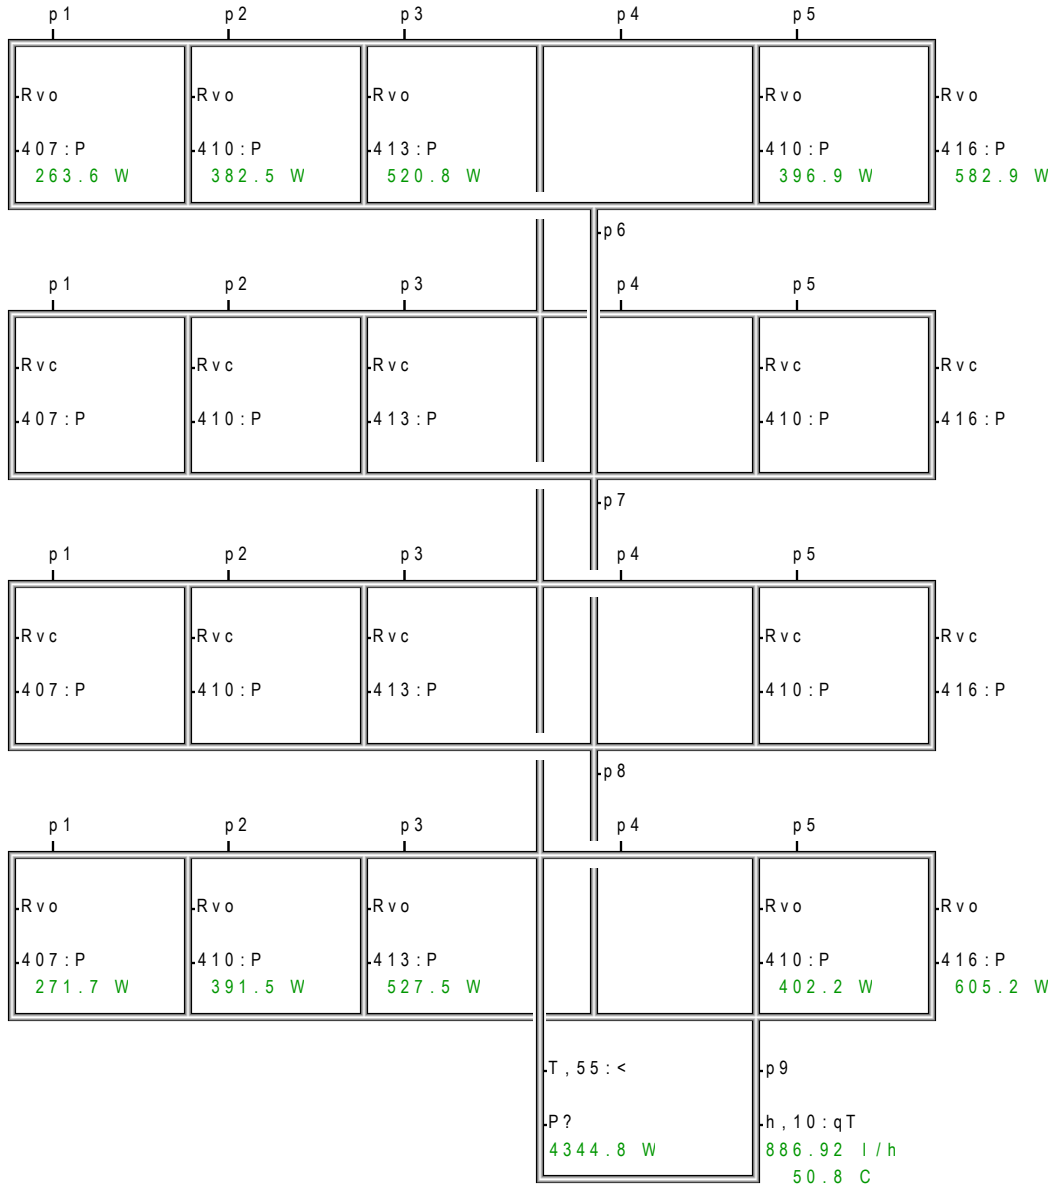 p1 p2 p3 p4 p5
Rvo Rvo Rvo Rvo Rvo
407:P 410:P 413:P 410:P 416:P
263.6 W 382.5 W 520.8 W 396.9 W 582.9 W
p6
p1 p2 p3 p4 p5
Rvc Rvc Rvc Rvc Rvc
407:P 410:P 413:P 410:P 416:P
p7
p1 p2 p3 p4 p5
Rvc Rvc Rvc Rvc Rvc
407:P 410:P 413:P 410:P 416:P
p8
p1 p2 p3 p4 p5
Rvo Rvo Rvo Rvo Rvo
407:P 410:P 413:P 410:P 416:P
271.7 W 391.5 W 527.5 W 402.2 W 605.2 W
T,55:< p9
P? h,10:qT
4344.8 W 886.92 l/h
50.8 C